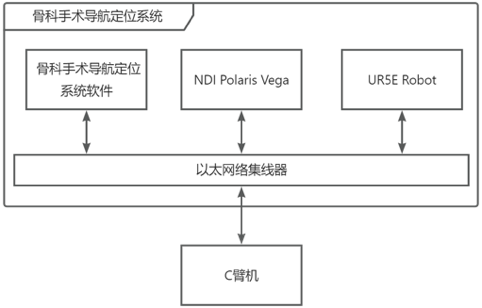 骨科手术导航定位系统
骨科手术导航定位
系统软件
NDI Polaris Vega
UR5E Robot
以太网络集线器
C臂机